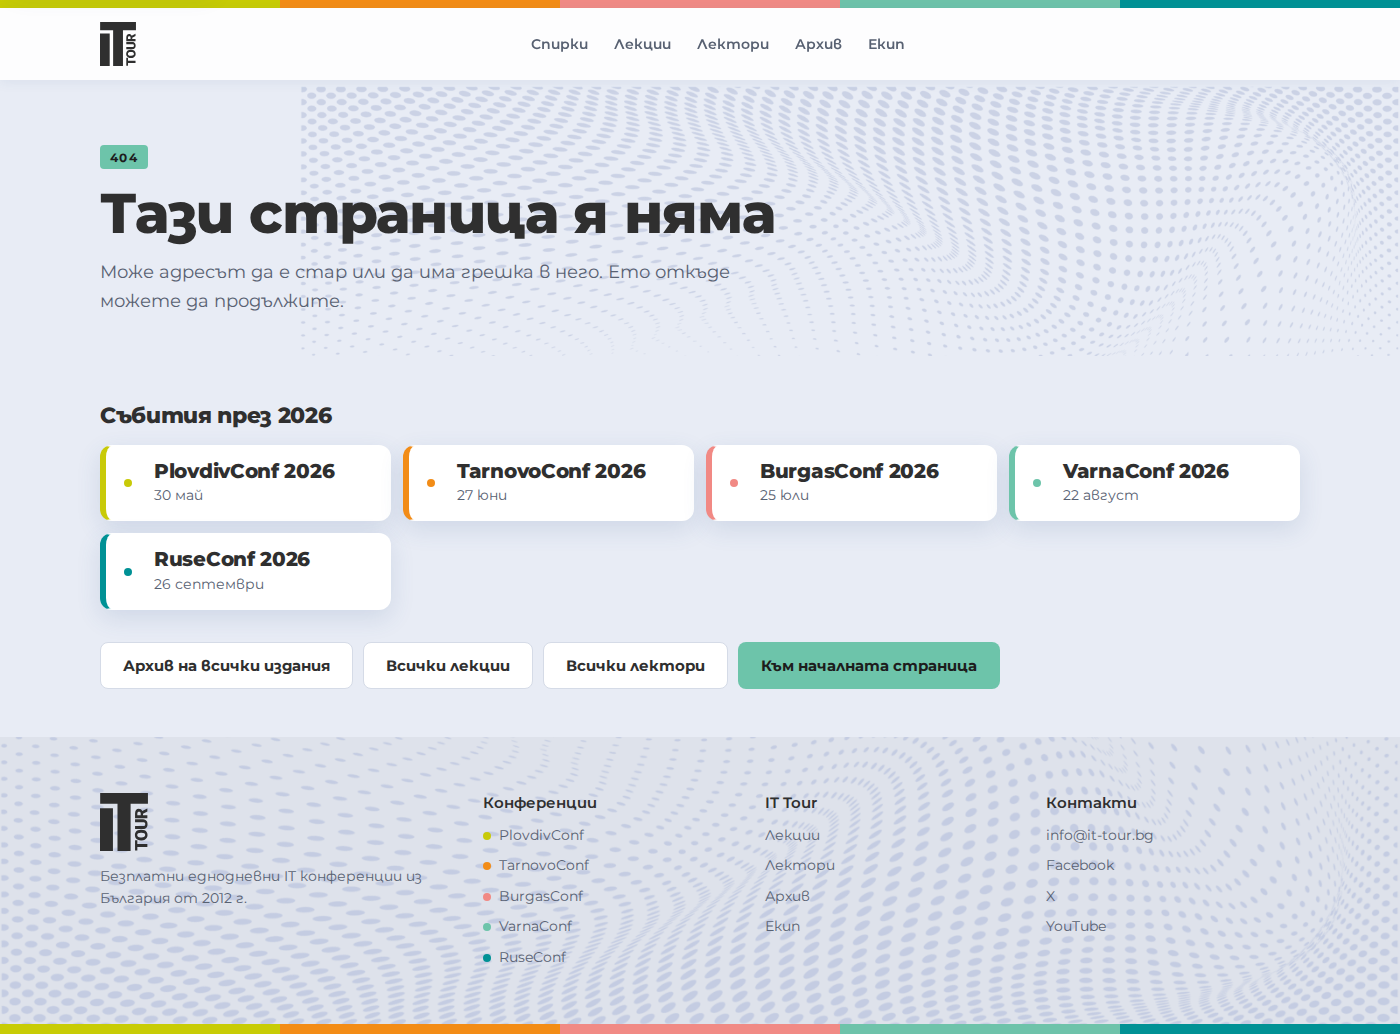 iT TOUR
Спирки Лекции Лектори Архив Екип
404
Тази страница я няма
Може адресът да е стар или да има грешка в него. Ето откъде
можете да продължите.
Събития през 2026
PlovdivConf 2026
30 май
TarnovoConf 2026
27 юни
BurgasConf 2026
25 юли
VarnaConf 2026
22 август
RuseConf 2026
26 септември
Архив на всички издания
Всички лекции
Всички лектори
Към началната страница
iT TOUR
Безплатни еднодневни IT конференции из
България от 2012 г.
Конференции
PlovdivConf
TarnovoConf
BurgasConf
VarnaConf
RuseConf
IT Tour
Лекции
Лектори
Архив
Екип
Контакти
info@it-tour.bg
Facebook
X
YouTube